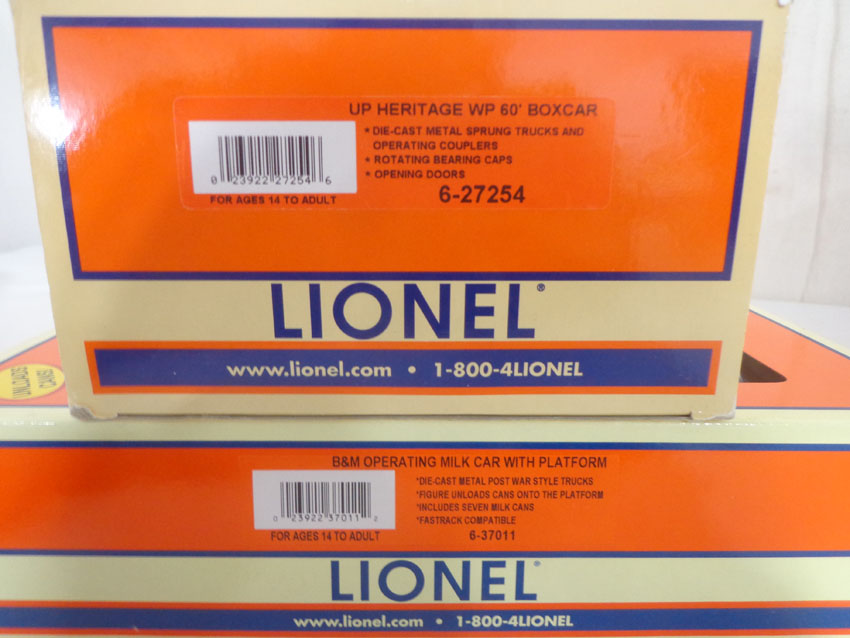 UP HERITAGE WP 60' BOXCAR
* DIE-CAST METAL SPRUNG TRUCKS AND
OPERATING COUPLERS
* ROTATING BEARING CAPS
* OPENING DOORS
0 23922 27254 6
FOR AGES 14 TO ADULT
6-27254
LIONEL®
www.lionel.com • 1-800-4LIONEL
UNLOADS
CANS!
B&M OPERATING MILK CAR WITH PLATFORM
*DIE-CAST METAL POST WAR STYLE TRUCKS
*FIGURE UNLOADS CANS ONTO THE PLATFORM
*INCLUDES SEVEN MILK CANS
*FASTRACK COMPATIBLE
0 23922 37011 2
FOR AGES 14 TO ADULT
6-37011
LIONEL®
www.lionel.com • 1-800-4LIONEL